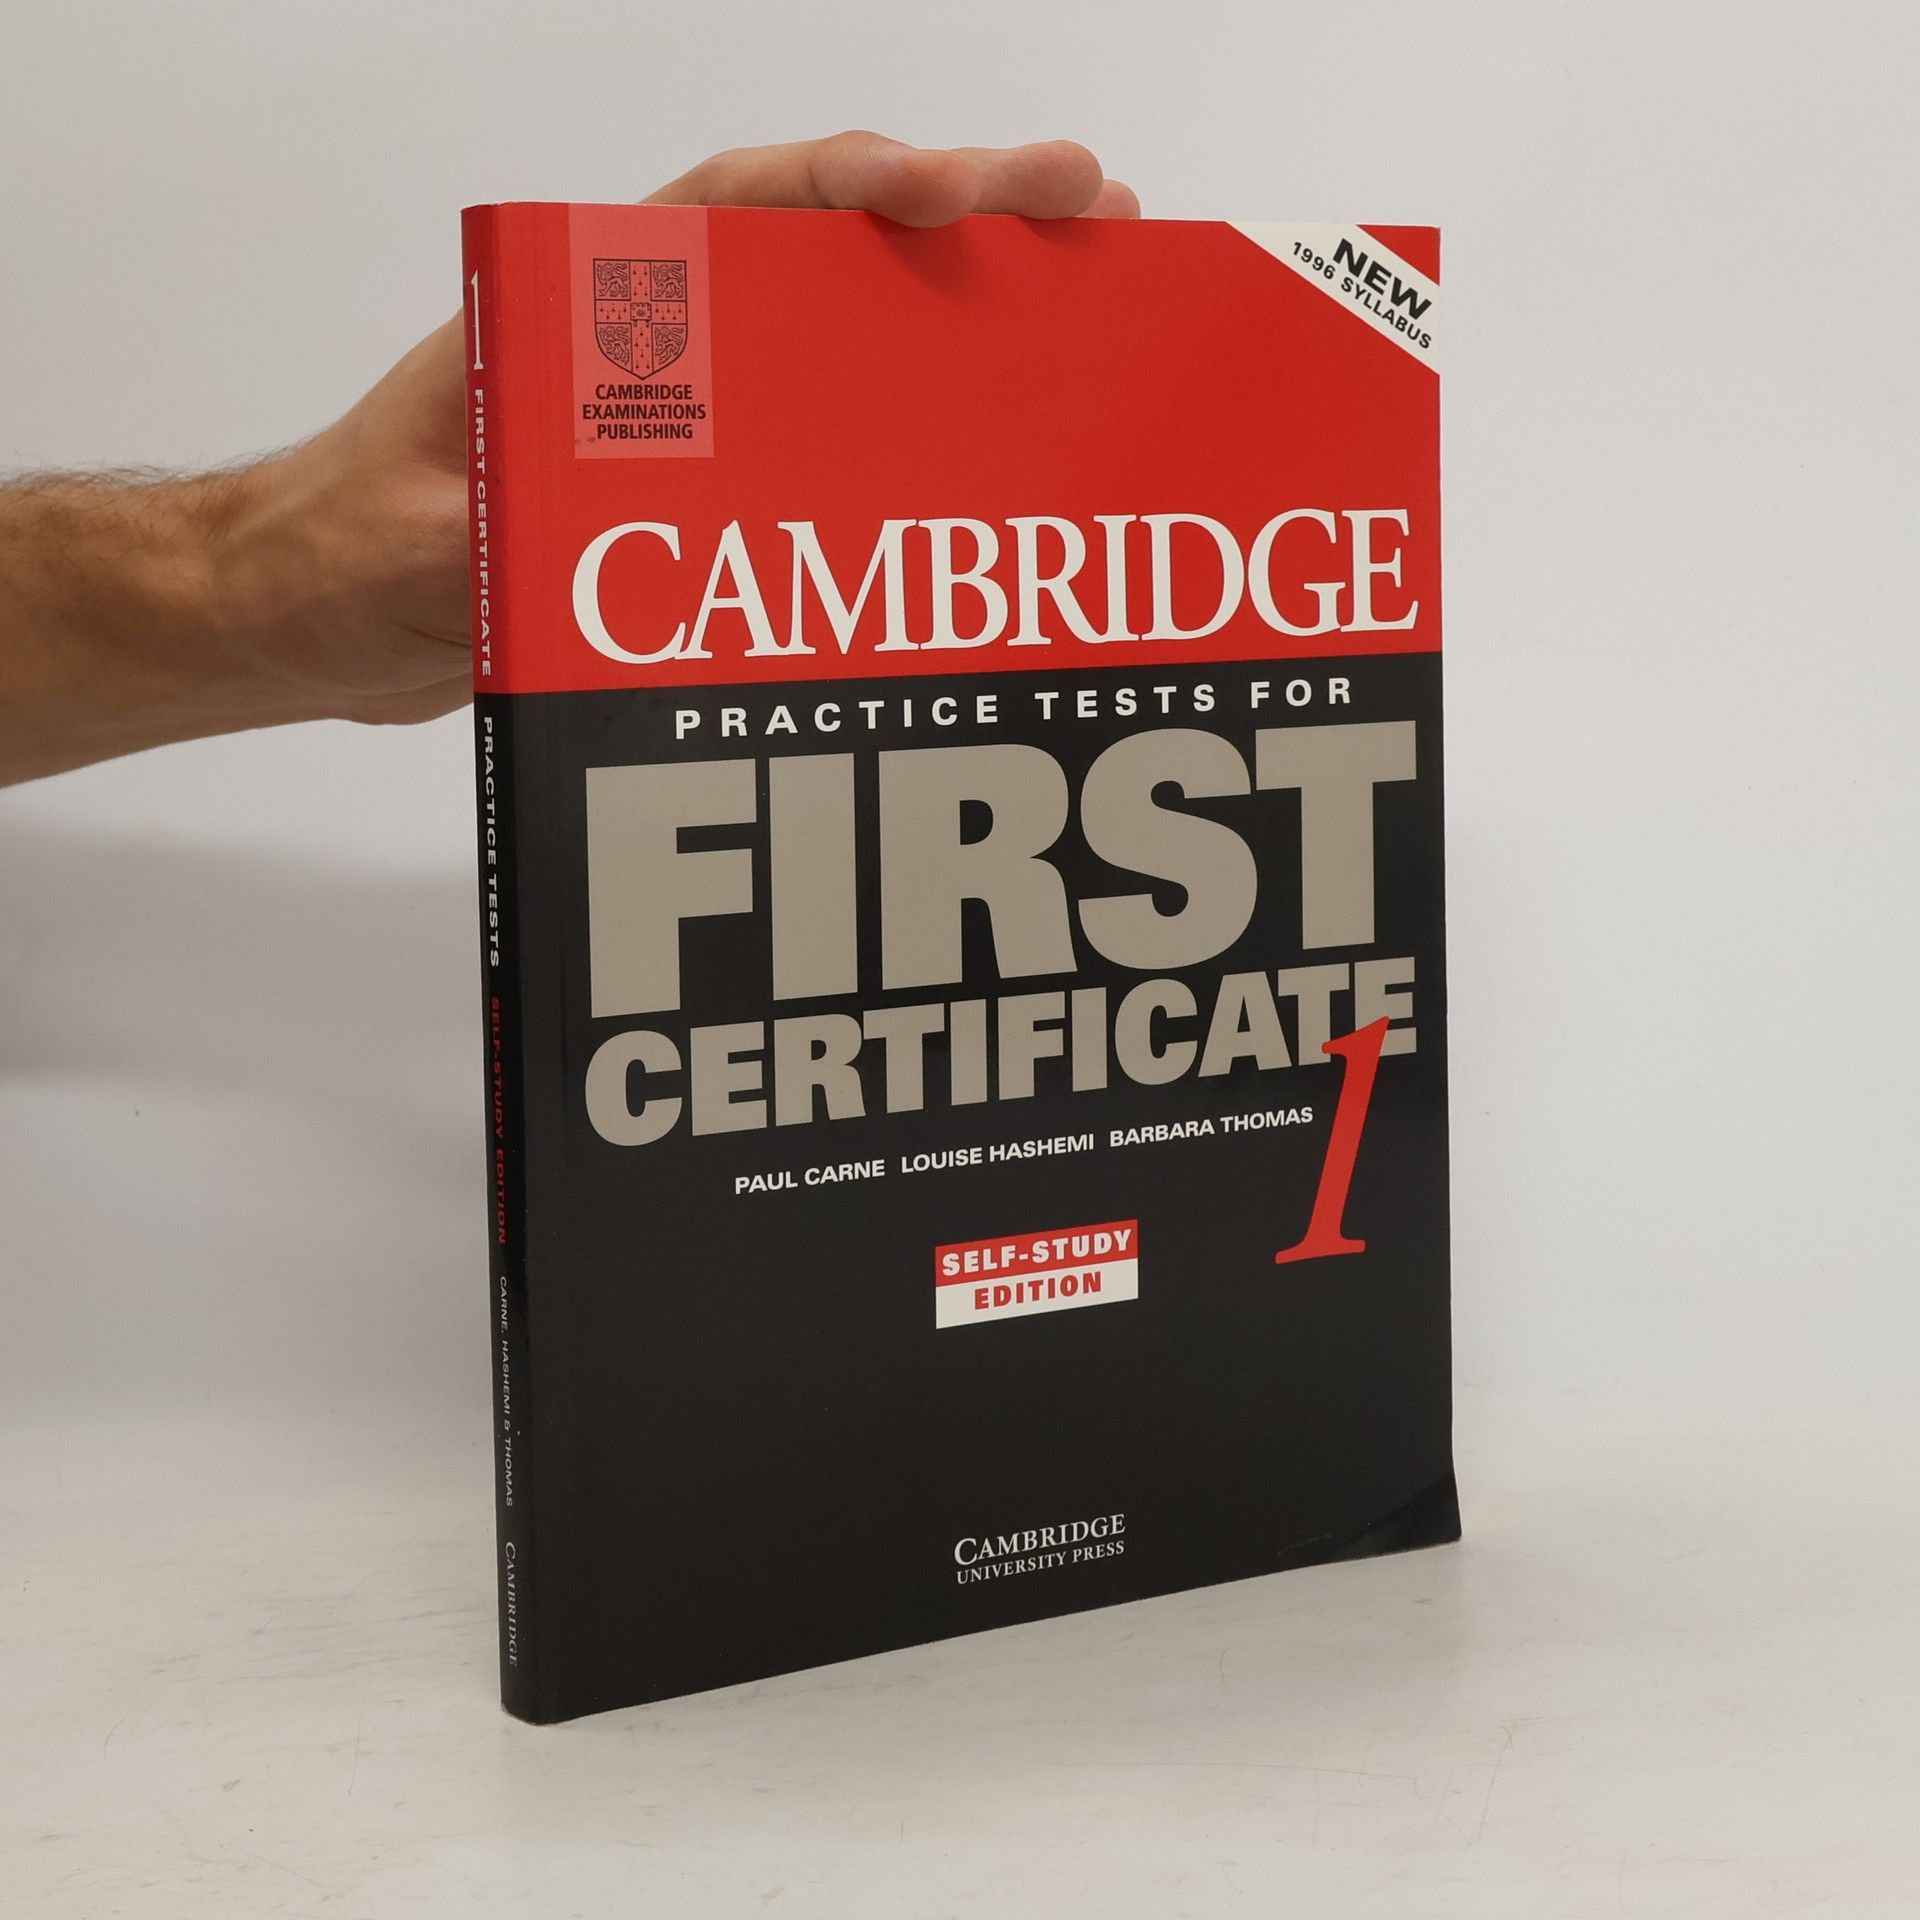 NEW
1996 SYLLABUS
CAMBRIDGE
EXAMINATIONS
PUBLISHING
CAMBRIDGE
PRACTICE TESTS FOR
FIRST
CERTIFICATE
1
PAUL CARNE LOUISE HASHEMI BARBARA THOMAS
SELF-STUDY
EDITION
CAMBRIDGE
UNIVERSITY PRESS
1 FIRST CERTIFICATE PRACTICE TESTS SELF-STUDY EDITION CARNE, HASHEMI & THOMAS CAMBRIDGE